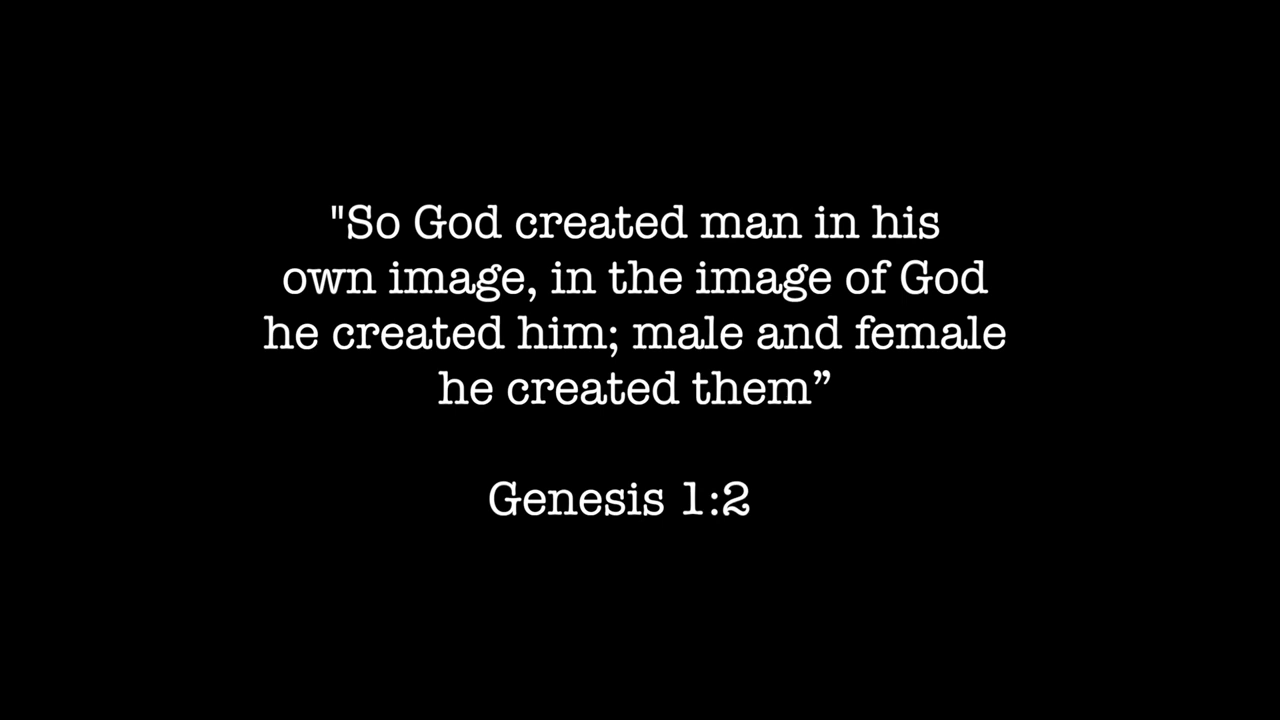 "So God created man in his
own image, in the image of God
he created him; male and female
he created them”
Genesis 1:2